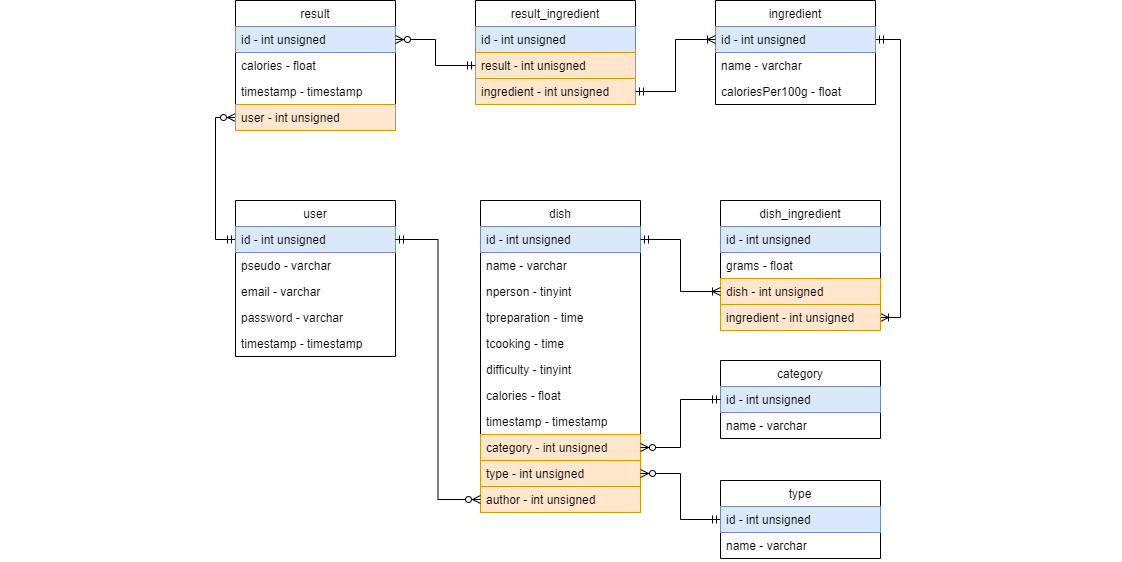 result
id - int unsigned
calories - float
timestamp - timestamp
user - int unsigned
result_ingredient
id - int unsigned
result - int unisgned
ingredient - int unsigned
ingredient
id - int unsigned
name - varchar
caloriesPer100g - float
user
id - int unsigned
pseudo - varchar
email - varchar
password - varchar
timestamp - timestamp
dish
id - int unsigned
name - varchar
nperson - tinyint
tpreparation - time
tcooking - time
difficulty - tinyint
calories - float
timestamp - timestamp
category - int unsigned
type - int unsigned
author - int unsigned
dish_ingredient
id - int unsigned
grams - float
dish - int unsigned
ingredient - int unsigned
category
id - int unsigned
name - varchar
type
id - int unsigned
name - varchar